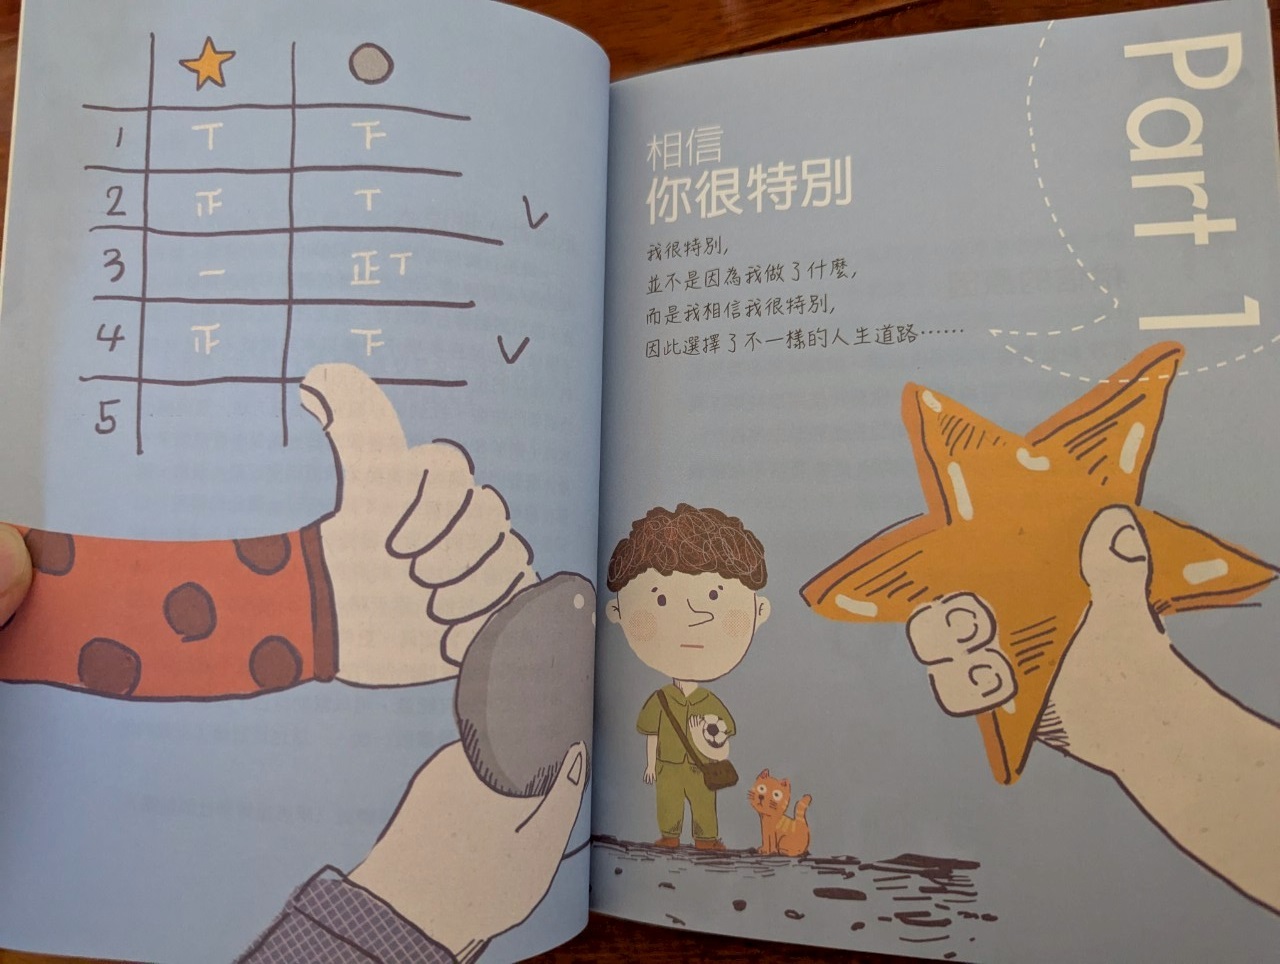 1 丅 下
2 正 丅
3 一 正丅
4 正 下
5
Part 1
相信
你很特別
我很特別,
並不是因為我做了什麼,
而是我相信我很特別,
因此選擇了不一樣的人生道路……